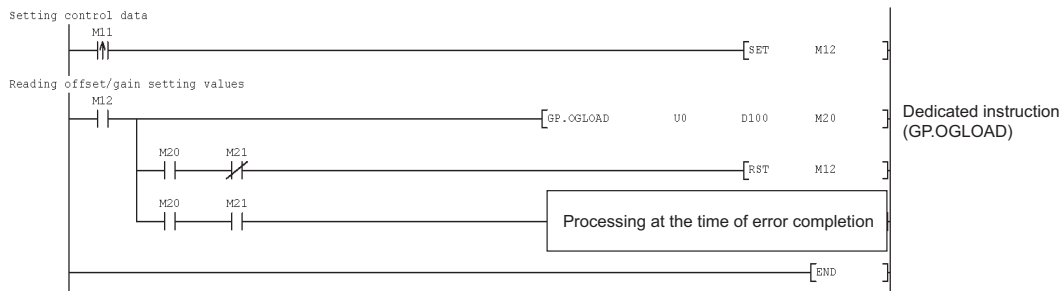 Setting control data
M11
SET M12
Reading offset/gain setting values
M12
GP.OGLOAD U0 D100 M20
Dedicated instruction
(GP.OGLOAD)
M20 M21
RST M12
M20 M21
Processing at the time of error completion
END